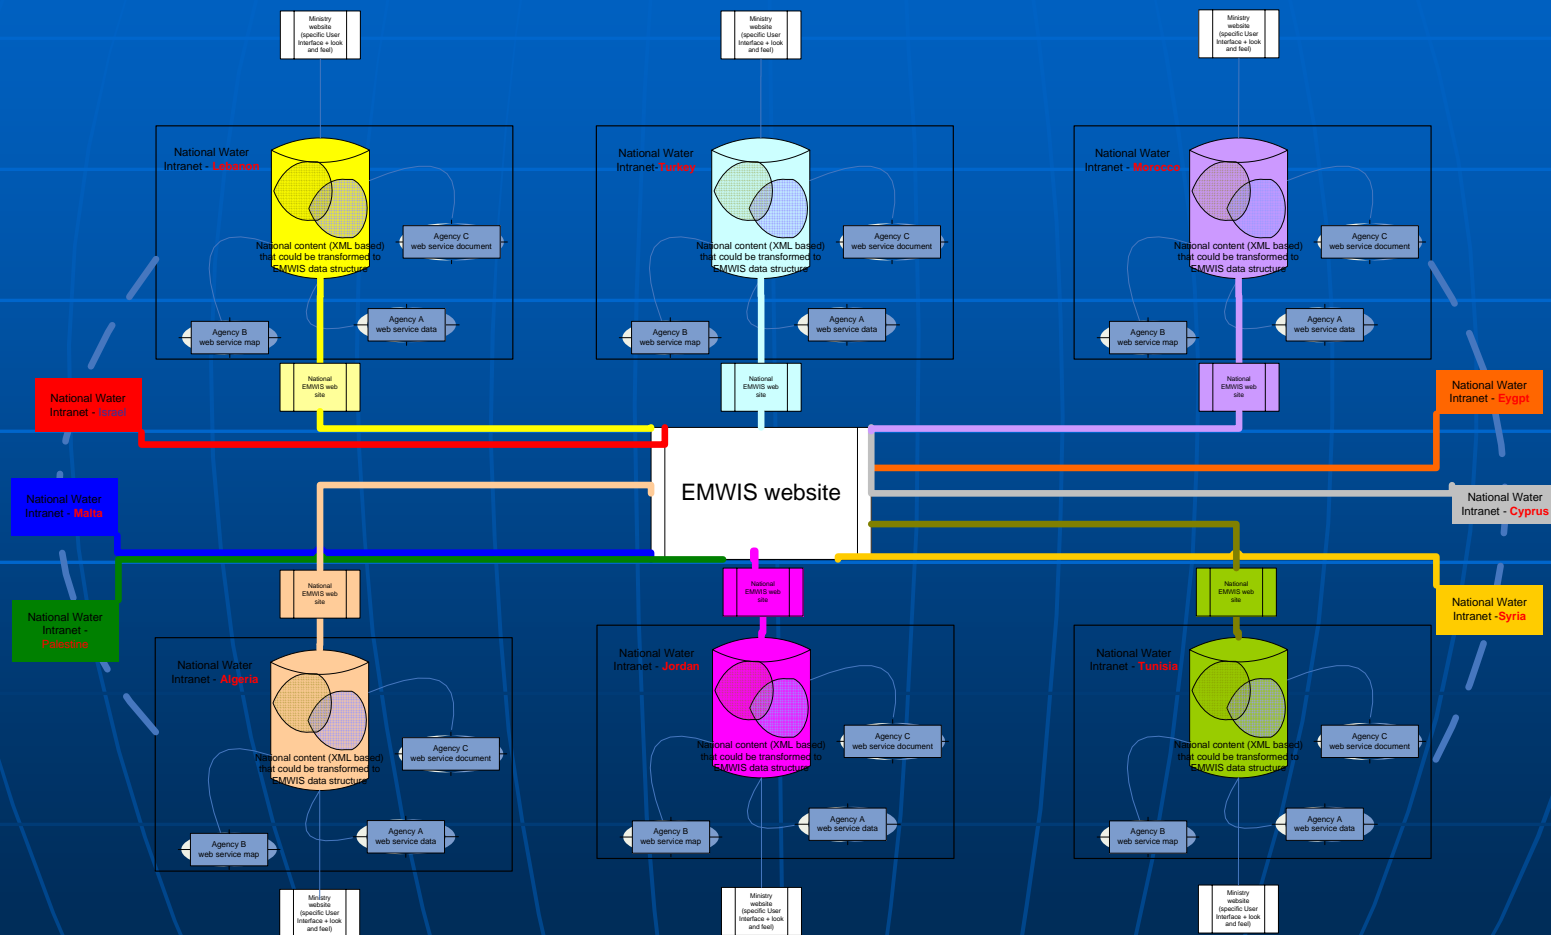 Ministry
website
(specific User
Interface + look
and feel)
Ministry
website
(specific User
Interface + look
and feel)
Ministry
website
(specific User
Interface + look
and feel)
National Water
Intranet - Lebanon
National content (XML based)
that could be transformed to
EMWIS data structure
Agency C
web service document
Agency A
web service data
Agency B
web service map
National Water
Intranet-Turkey
National content (XML based)
that could be transformed to
EMWIS data structure
Agency C
web service document
Agency A
web service data
Agency B
web service map
National Water
Intranet - Morocco
National content (XML based)
that could be transformed to
EMWIS data structure
Agency C
web service document
Agency A
web service data
Agency B
web service map
National
EMWIS web
site
National
EMWIS web
site
National
EMWIS web
site
National Water
Intranet - Israel
National Water
Intranet - Eygpt
EMWIS website
National Water
Intranet - Malta
National Water
Intranet - Cyprus
National
EMWIS web
site
National
EMWIS web
site
National
EMWIS web
site
National Water
Intranet -
Palestine
National Water
Intranet -Syria
National Water
Intranet - Algeria
National content (XML based)
that could be transformed to
EMWIS data structure
Agency C
web service document
Agency A
web service data
Agency B
web service map
National Water
Intranet - Jordan
National content (XML based)
that could be transformed to
EMWIS data structure
Agency C
web service document
Agency A
web service data
Agency B
web service map
National Water
Intranet - Tunisia
National content (XML based)
that could be transformed to
EMWIS data structure
Agency C
web service document
Agency A
web service data
Agency B
web service map
Ministry
website
(specific User
Interface + look
and feel)
Ministry
website
(specific User
Interface + look
and feel)
Ministry
website
(specific User
Interface + look
and feel)